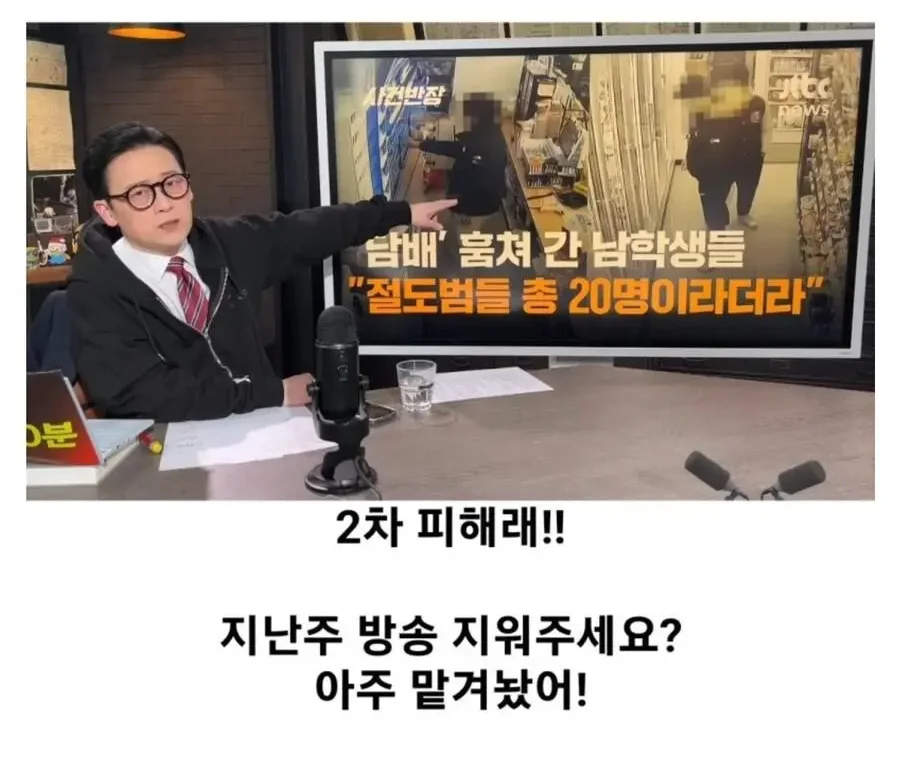 사건반장
jtbc
news
담배' 훔쳐 간 남학생들
"절도범들 총 20명이라더라"
0분
2차 피해래!!
지난주 방송 지워주세요?
아주 맡겨놨어!